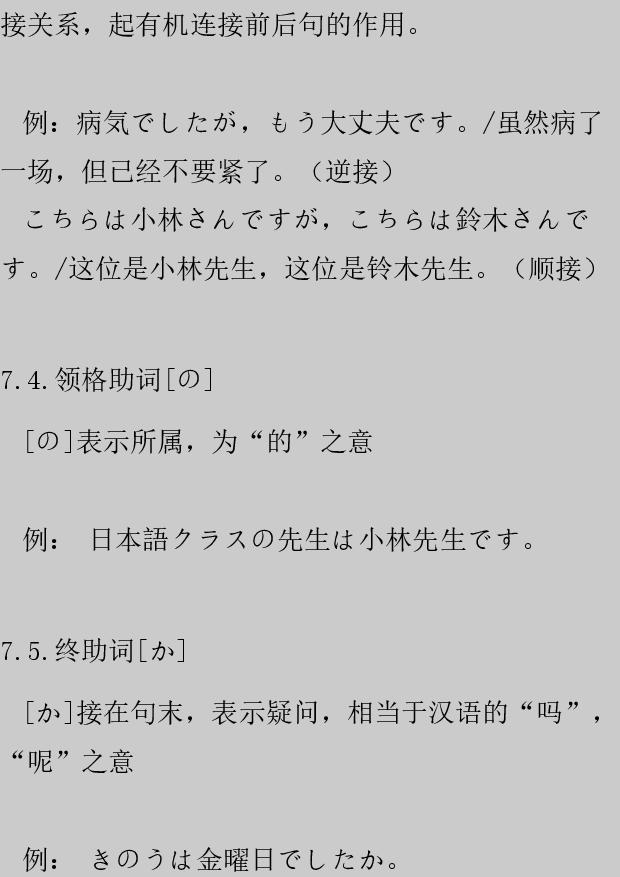 接关系，起有机连接前后句的作用。
例：病気でしたが，もう大丈夫です。/虽然病了
一场，但已经不要紧了。（逆接）
こちらは小林さんですが，こちらは鈴木さんで
す。/这位是小林先生，这位是铃木先生。（顺接）
7.4.领格助词[の]
[の]表示所属，为“的”之意
例： 日本語クラスの先生は小林先生です。
7.5.终助词[か]
[か]接在句末，表示疑问，相当于汉语的“吗”，
“呢”之意
例： きのうは金曜日でしたか。